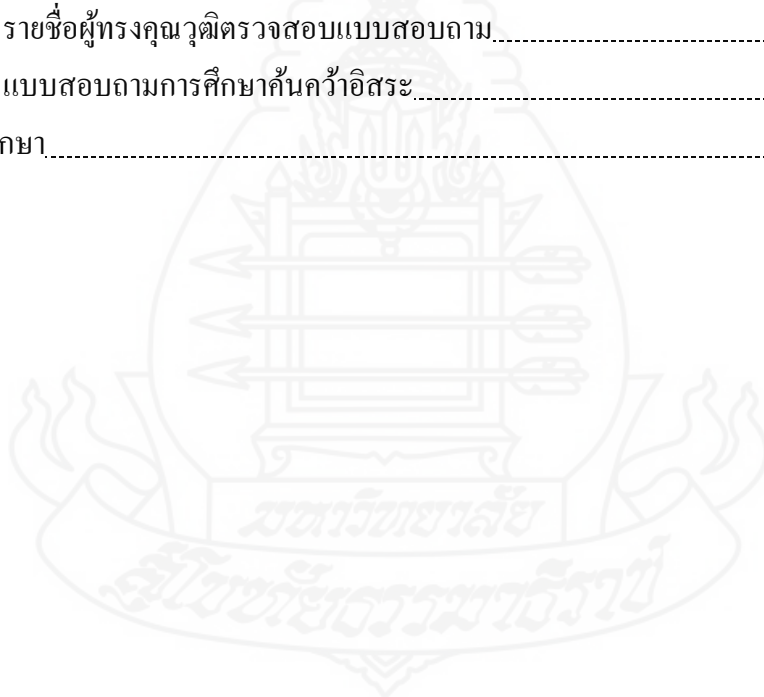 รายชื่อผู้ทรงคุณวุฒิตรวจสอบแบบสอบถาม
แบบสอบถามการศึกษาค้นคว้าอิสระ
กษา
มหาวิทยาลัย
สุโขทัยธรรมาธิราช